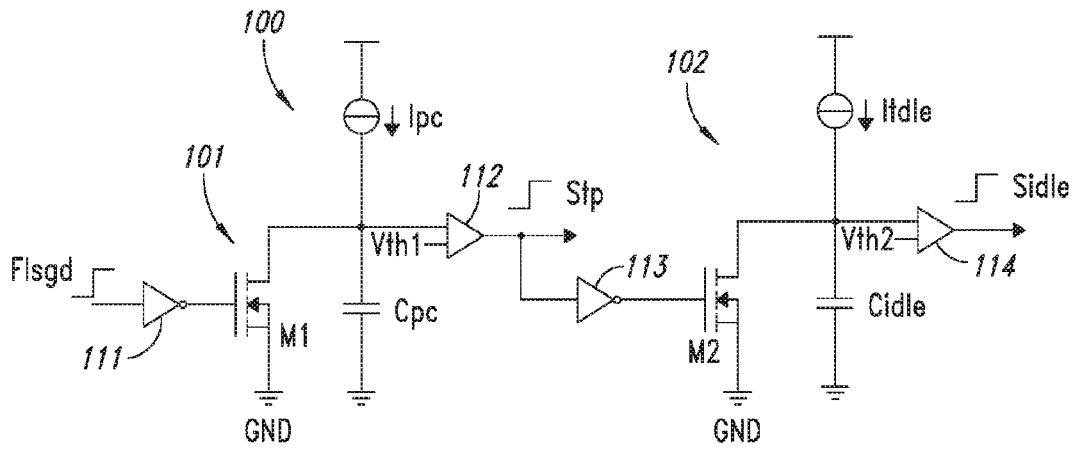 100
Ipc
102
Itdle
101
112
Stp
Sidle
Vth1
Vth2
Flsgd
113
114
111
M1
Cpc
M2
Cidle
GND
GND